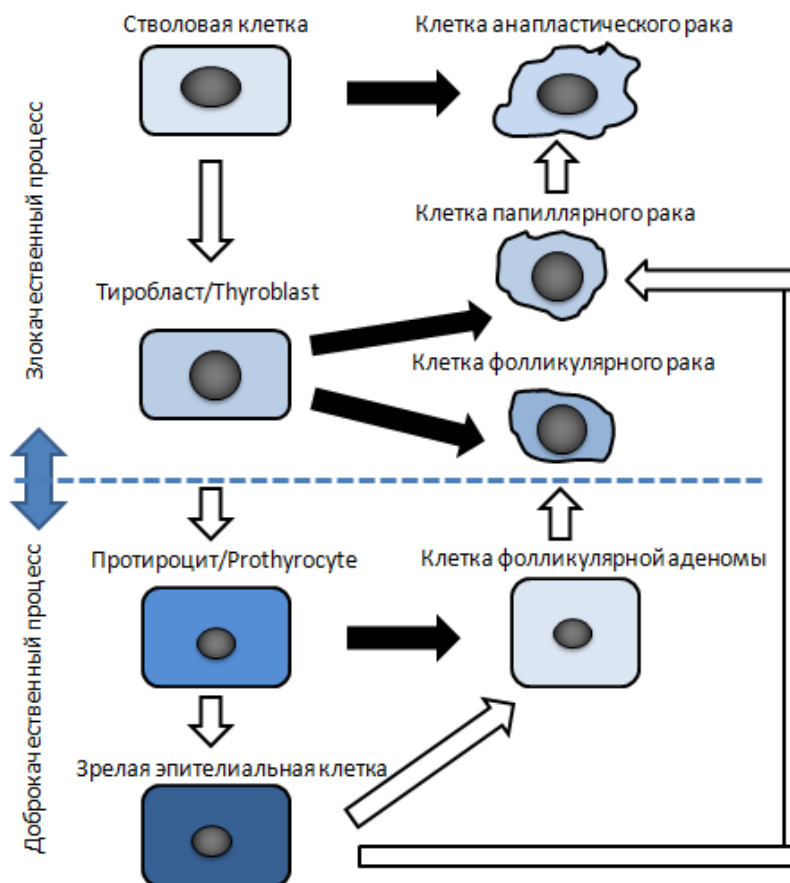 Стволовая клетка
Клетка анапластического рака
Злокачественный процесс
Клетка папиллярного рака
Тиробласт/Thyroblast
Клетка фолликулярного рака
Протироцит/Prothyrocyte
Клетка фолликулярной аденомы
Доброкачественный процесс
Зрелая эпителиальная клетка